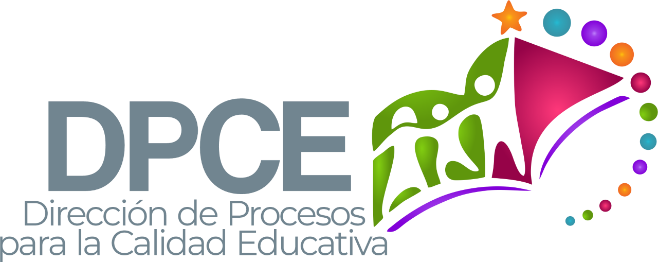 DPCE
Dirección de Procesos
para la Calidad Educativa